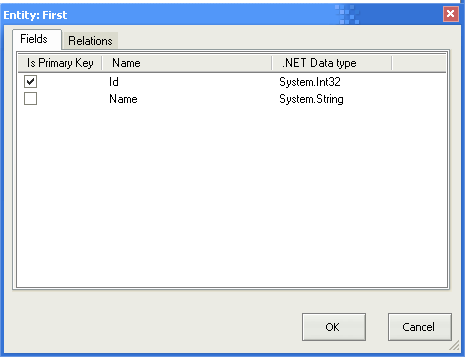 Entity: First
Fields Relations
Is Primary Key Name .NET Data type
Id System.Int32
Name System.String
OK Cancel